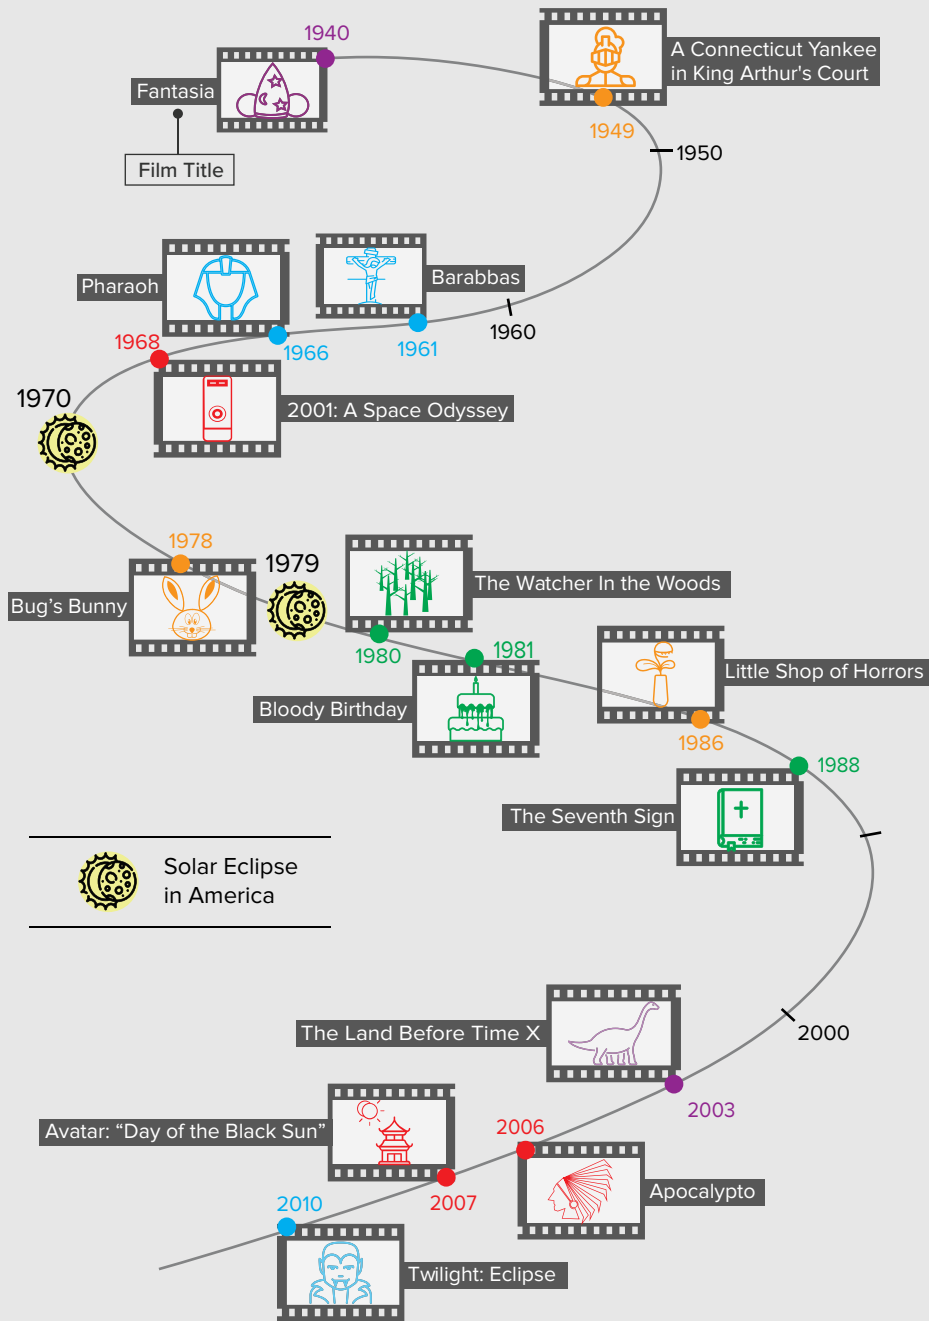 1940
Fantasia
Film Title
A Connecticut Yankee
in King Arthur's Court
1949
1950
Pharaoh
Barabbas
1960
1961
1966
1968
2001: A Space Odyssey
1970
1978
Bug's Bunny
1979
The Watcher In the Woods
1980
1981
Bloody Birthday
Little Shop of Horrors
1986
1988
The Seventh Sign
Solar Eclipse
in America
2000
The Land Before Time X
2003
Avatar: “Day of the Black Sun”
2006
2007
Apocalypto
2010
Twilight: Eclipse